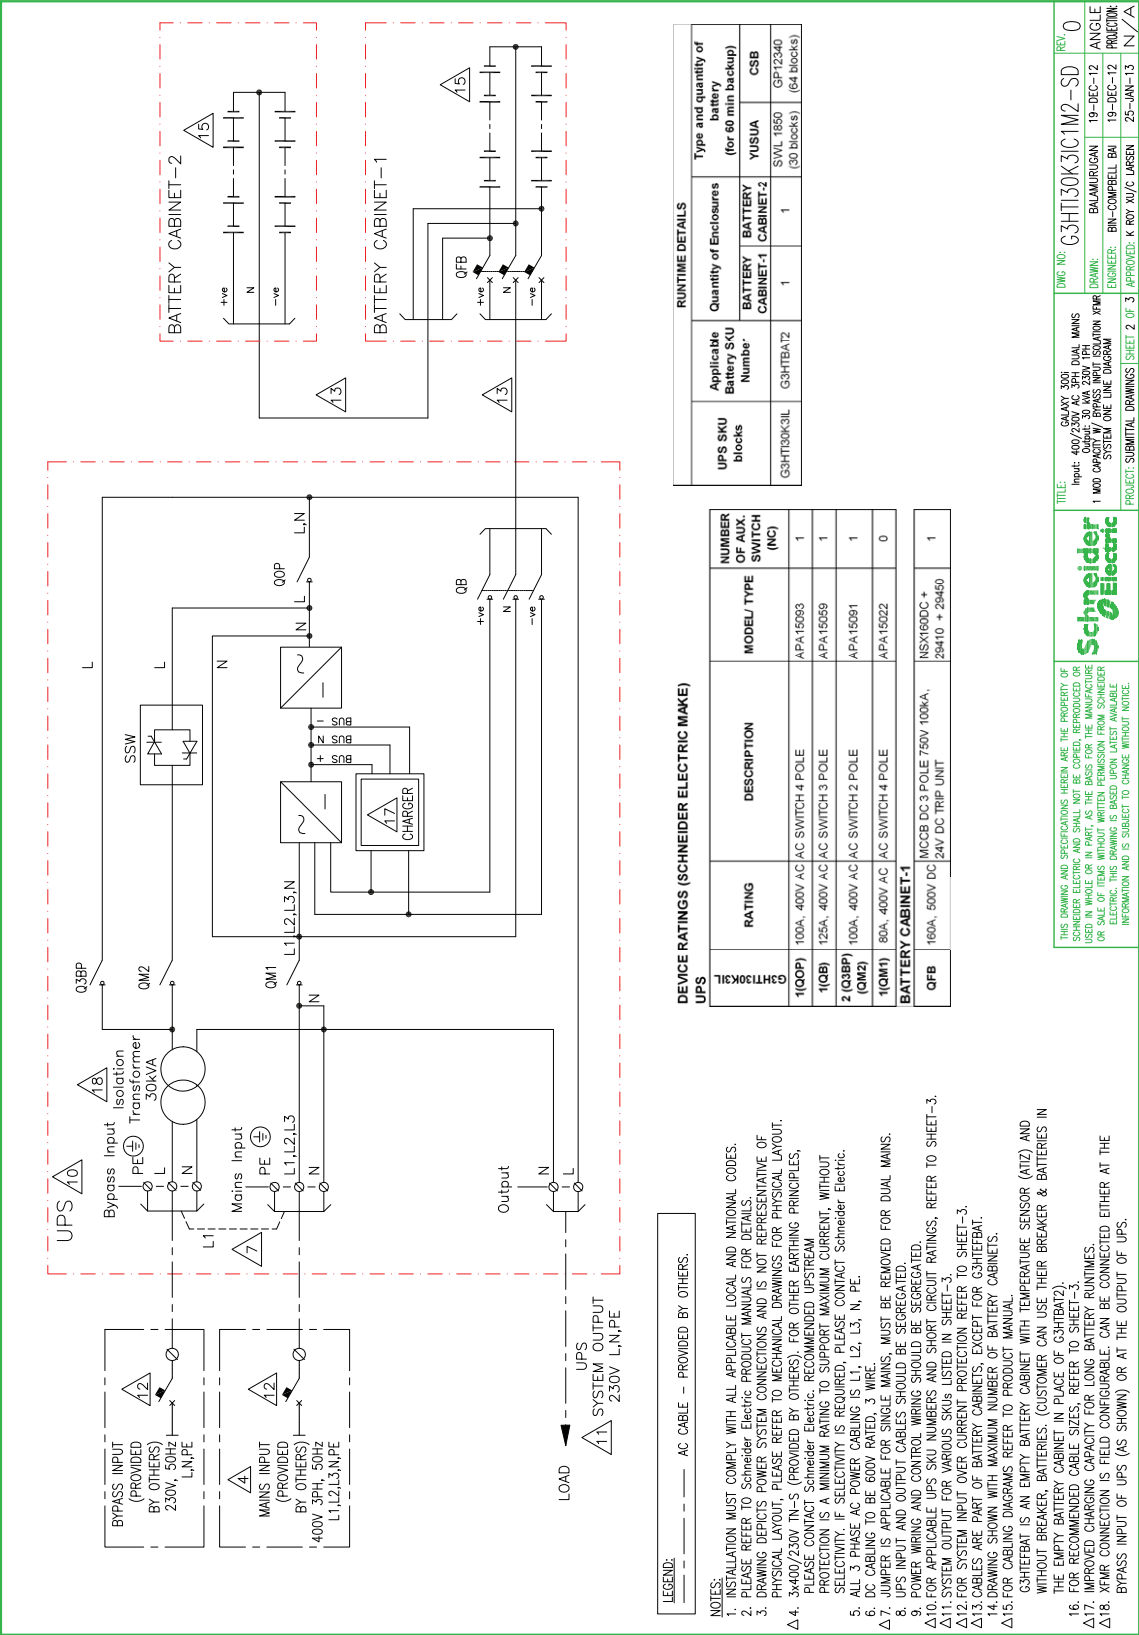 UPS
10
Bypass Input
PE
L
N
18
Isolation
Transformer
30kVA
Q3BP
QM2
SSW
L
L
N
L1
7
Mains Input
PE
L1,L2,L3
N
N
QM1
L1,L2,L3,N
+ BUS
N BUS
- BUS
17
CHARGER
N
L
QOP
L,N
QB
+ve
N
-ve
Output
N
L
BYPASS INPUT
(PROVIDED
BY OTHERS)
230V, 50Hz
L,N,PE
12
MAINS INPUT
(PROVIDED
BY OTHERS)
400V 3PH, 50Hz
L1,L2,L3,N,PE
4
12
LOAD
UPS
SYSTEM OUTPUT
230V L,N,PE
11
13
13
BATTERY CABINET-2
15
+ve
N
-ve
BATTERY CABINET-1
15
QFB
+ve
N
-ve
LEGEND:
AC CABLE - PROVIDED BY OTHERS.
NOTES:
1. INSTALLATION MUST COMPLY WITH ALL APPLICABLE LOCAL AND NATIONAL CODES.
2. PLEASE REFER TO Schneider Electric PRODUCT MANUALS FOR DETAILS.
3. DRAWING DEPICTS POWER SYSTEM CONNECTIONS AND IS NOT REPRESENTATIVE OF
PHYSICAL LAYOUT, PLEASE REFER TO MECHANICAL DRAWINGS FOR PHYSICAL LAYOUT.
△4. 3x400/230V TN-S (PROVIDED BY OTHERS). FOR OTHER EARTHING PRINCIPLES,
PLEASE CONTACT Schneider Electric. RECOMMENDED UPSTREAM
PROTECTION IS A MINIMUM RATING TO SUPPORT MAXIMUM CURRENT, WITHOUT
SELECTIVITY. IF SELECTIVITY IS REQUIRED, PLEASE CONTACT Schneider Electric.
5. ALL 3 PHASE AC POWER CABLING IS L1, L2, L3, N, PE.
6. DC CABLING TO BE 600V RATED, 3 WIRE.
△7. JUMPER IS APPLICABLE FOR SINGLE MAINS, MUST BE REMOVED FOR DUAL MAINS.
8. UPS INPUT AND OUTPUT CABLES SHOULD BE SEGREGATED.
9. POWER WIRING AND CONTROL WIRING SHOULD BE SEGREGATED.
△10. FOR APPLICABLE UPS SKU NUMBERS AND SHORT CIRCUIT RATINGS, REFER TO SHEET-3.
△11. SYSTEM OUTPUT FOR VARIOUS SKUs LISTED IN SHEET-3.
△12. FOR SYSTEM INPUT OVER CURRENT PROTECTION REFER TO SHEET-3.
△13. CABLES ARE PART OF BATTERY CABINETS, EXCEPT FOR G3HTIEFBAT.
14. DRAWING SHOWN WITH MAXIMUM NUMBER OF BATTERY CABINETS.
△15. FOR CABLING DIAGRAMS REFER TO PRODUCT MANUAL.
G3HTEFBAT IS AN EMPTY BATTERY CABINET WITH TEMPERATURE SENSOR (ATIZ) AND
WITHOUT BREAKER, BATTERIES. (CUSTOMER CAN USE THEIR BREAKER & BATTERIES IN
THE EMPTY BATTERY CABINET IN PLACE OF G3HTBAT2).
16. FOR RECOMMENDED CABLE SIZES, REFER TO SHEET-3.
△17. IMPROVED CHARGING CAPACITY FOR LONG BATTERY RUNTIMES.
△18. XFMR CONNECTION IS FIELD CONFIGURABLE. CAN BE CONNECTED EITHER AT THE
BYPASS INPUT OF UPS (AS SHOWN) OR AT THE OUTPUT OF UPS.
DEVICE RATINGS (SCHNEIDER ELECTRIC MAKE)
UPS
G3HTI30K3IL RATING DESCRIPTION MODEL/ TYPE NUMBER OF AUX. SWITCH (NC)
1(QOP) 100A, 400V AC AC SWITCH 4 POLE APA15093 1
1(QB) 125A, 400V AC AC SWITCH 3 POLE APA15059 1
2 (Q3BP) (QM2) 100A, 400V AC AC SWITCH 2 POLE APA15091 1
1(QM1) 80A, 400V AC AC SWITCH 4 POLE APA15022 0
BATTERY CABINET-1
QFB 160A, 500V DC MCCB DC 3 POLE 750V 100kA, 24V DC TRIP UNIT NSX160DC + 29410 + 29450 1
RUNTIME DETAILS
UPS SKU blocks Applicable Battery SKU Number Quantity of Enclosures Type and quantity of battery (for 60 min backup)
BATTERY CABINET-1 BATTERY CABINET-2 YUSUA CSB
G3HTI30K3IL G3HTBAT2 1 1 SWL 1850 (30 blocks) GP12340 (64 blocks)
THIS DRAWING AND SPECIFICATIONS HEREIN ARE THE PROPERTY OF
SCHNEIDER ELECTRIC AND SHALL NOT BE COPIED, REPRODUCED OR
USED IN WHOLE OR IN PART, AS THE BASIS FOR THE MANUFACTURE
OR SALE OF ITEMS WITHOUT WRITTEN PERMISSION FROM SCHNEIDER
ELECTRIC. THIS DRAWING IS BASED UPON LATEST AVAILABLE
INFORMATION AND IS SUBJECT TO CHANGE WITHOUT NOTICE.
Schneider
Electric
TITLE: GALAXY 300i
Input: 400/230V AC 3PH DUAL MAINS
Output: 30 kVA 230V 1PH
1 MOD CAPACITY W/ BYPASS INPUT ISOLATION XFMR
SYSTEM ONE LINE DIAGRAM
PROJECT: SUBMITTAL DRAWINGS SHEET 2 OF 3
DWG NO: G3HTI30K3IC1M2-SD REV: 0
DRAWN: BALAMURUGAN 19-DEC-12
ENGINEER: BIN-COMPBELL BAI 19-DEC-12
APPROVED: K ROY XU/C LARSEN 25-JAN-13
ANGLE
PROJECTION:
N/A